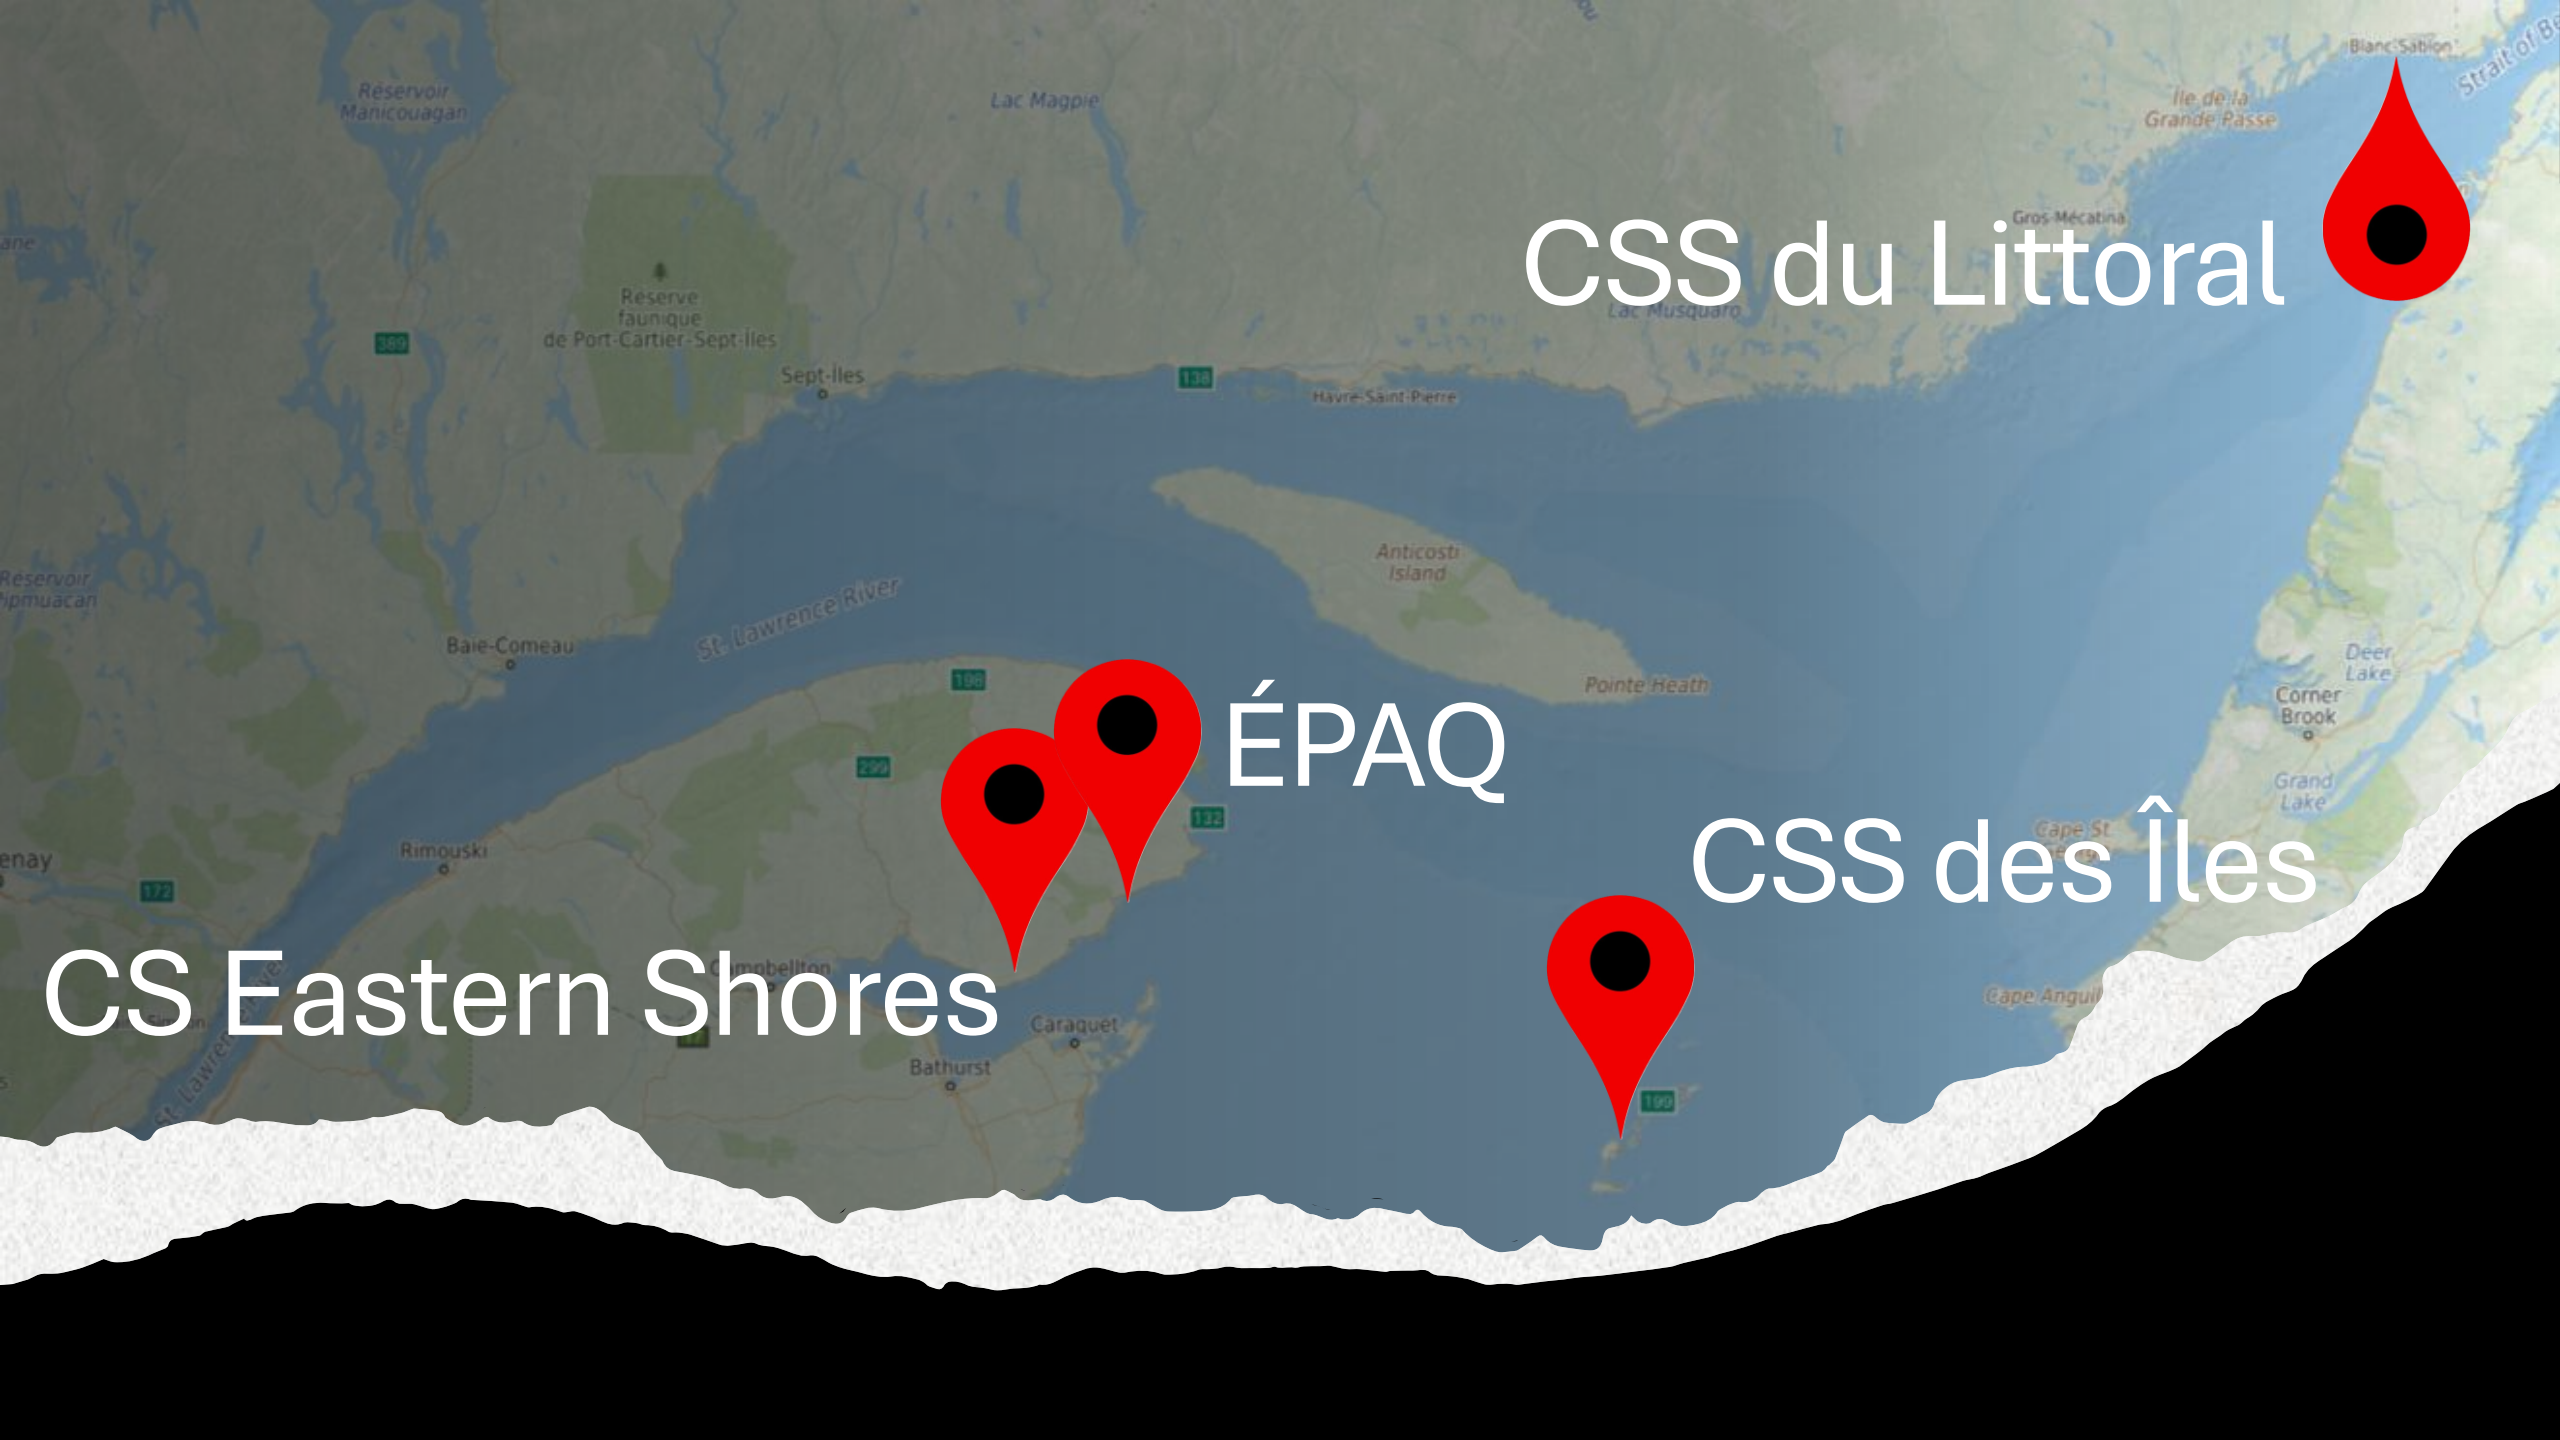 Blanc-Sablon
Réservoir
Manicouagan
Lac Magpie
Île de la
Grande Passe
Gros-Mécatina
CSS du Littoral
Lac Musquaro
Réserve
faunique
de Port-Cartier-Sept-Îles
389
Sept-Îles
138
Havre-Saint-Pierre
Anticosti
Island
Réservoir
St. Lawrence River
Baie-Comeau
198
Pointe Heath
Deer
Lake
Corner
Brook
ÉPAQ
299
132
Grand
Lake
Cape St.
CSS des Îles
Rimouski
172
Campbellton
CS Eastern Shores
Caraquet
Bathurst
199